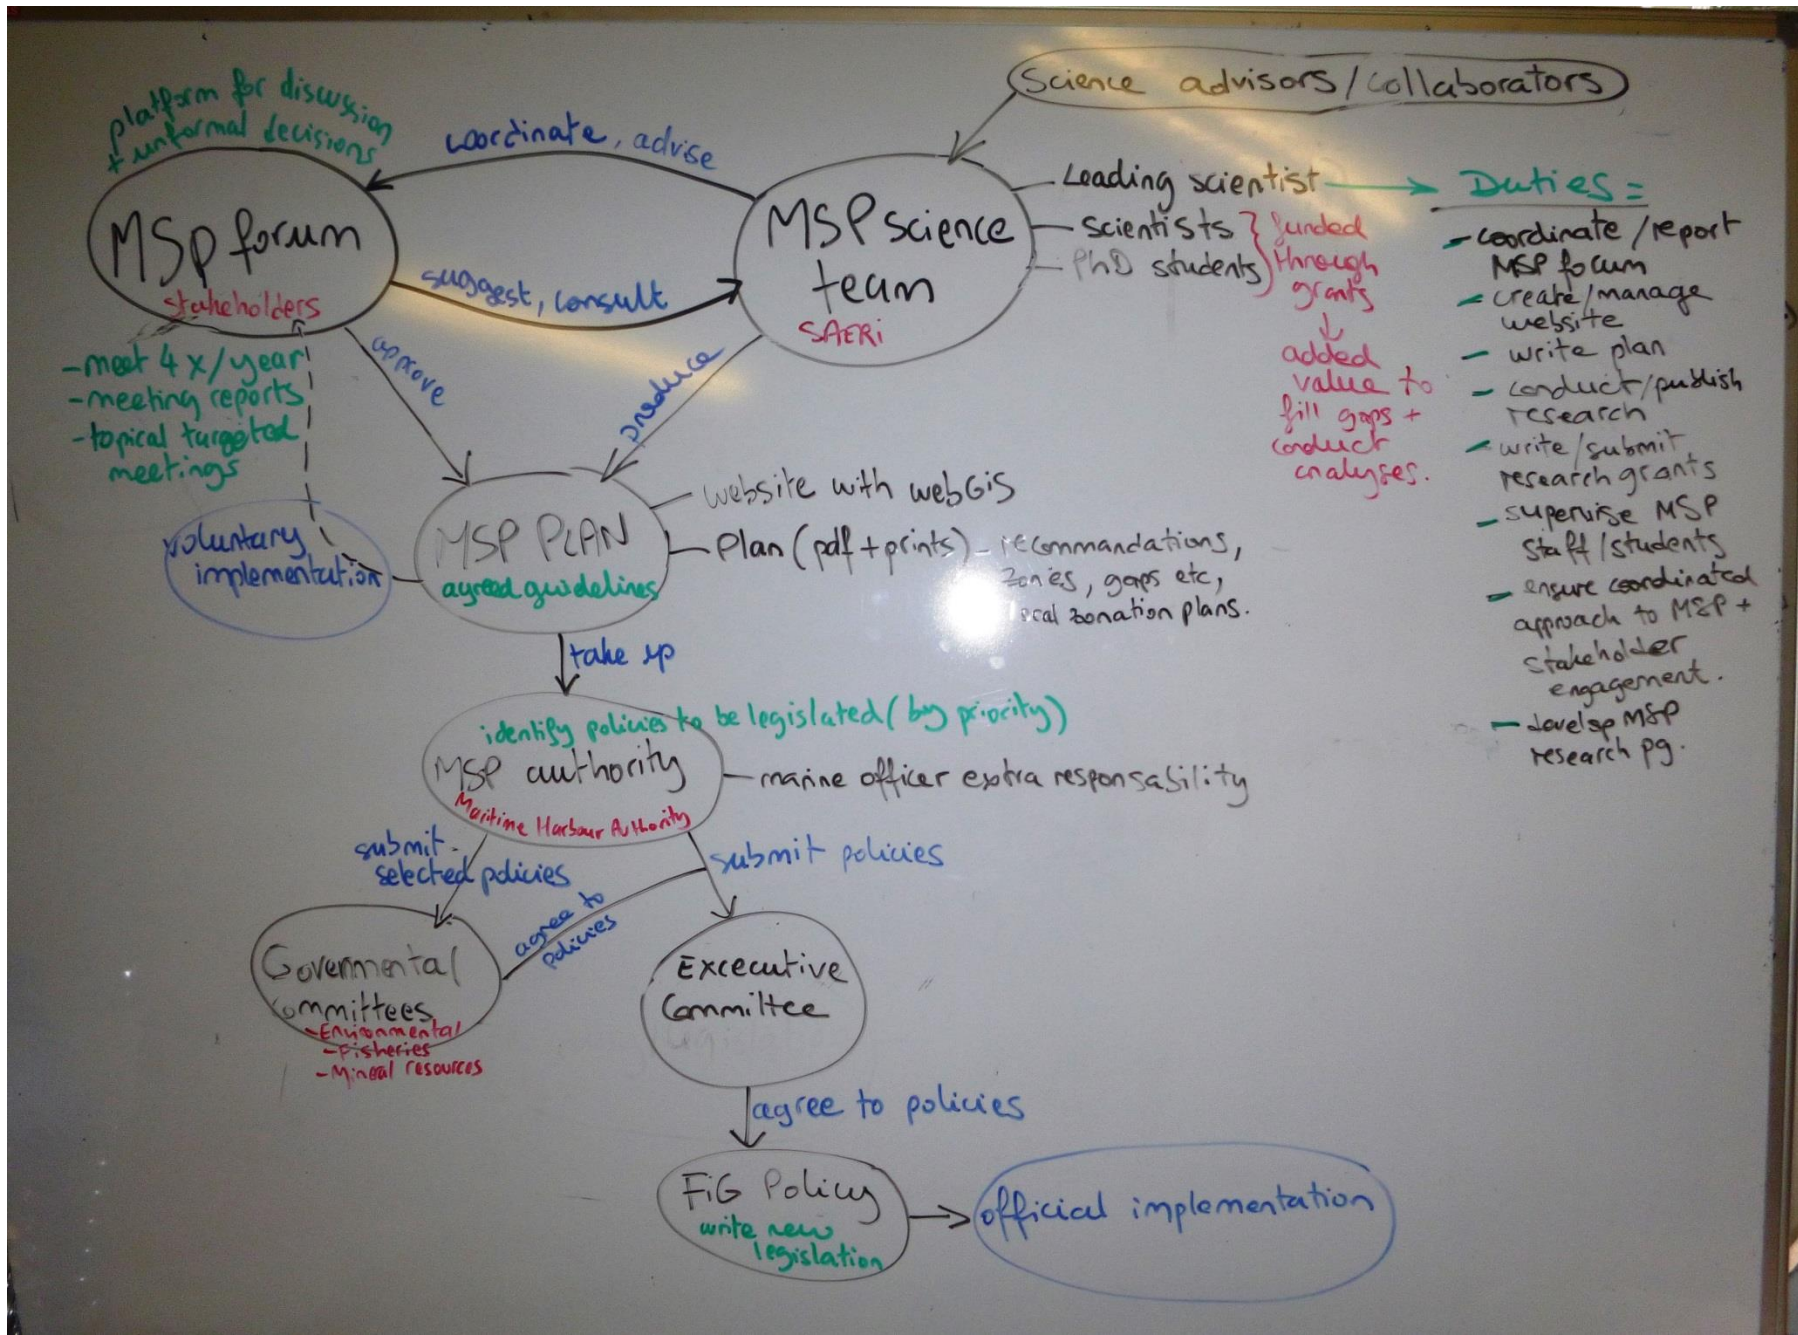 Science advisors/collaborators
platform for discussion
+ unformal decisions
coordinate, advise
MSP forum
stakeholders
suggest, consult
MSP science
team
SAERi
Leading scientist
scientists
PhD students
funded
through
grants
added
value to
fill gaps +
conduct
analyses.
Duties =
- coordinate/report
MSP forum
- create/manage
website
- write plan
- conduct/publish
research
- write/submit
research grants
- supervise MSP
staff/students
- ensure coordinated
approach to MSP +
stakeholder
engagement.
- develop MSP
research pg.
- meet 4x/year
- meeting reports
- topical targeted
meetings
aprove
produce
voluntary
implementation
MSP PLAN
agreed guidelines
website with webGiS
Plan (pdf + prints) - recommandations,
zones, gaps etc,
zonation plans.
take up
identify policies to be legislated (by priority)
MSP authority
Maritime Harbour Authority
marine officer extra responsability
submit
selected policies
submit policies
agree to
policies
Govermental
committees
- Environmental
- Fisheries
- Mineal resources
Excecutive
Committee
agree to policies
FiG Policy
write new
legislation
official implementation